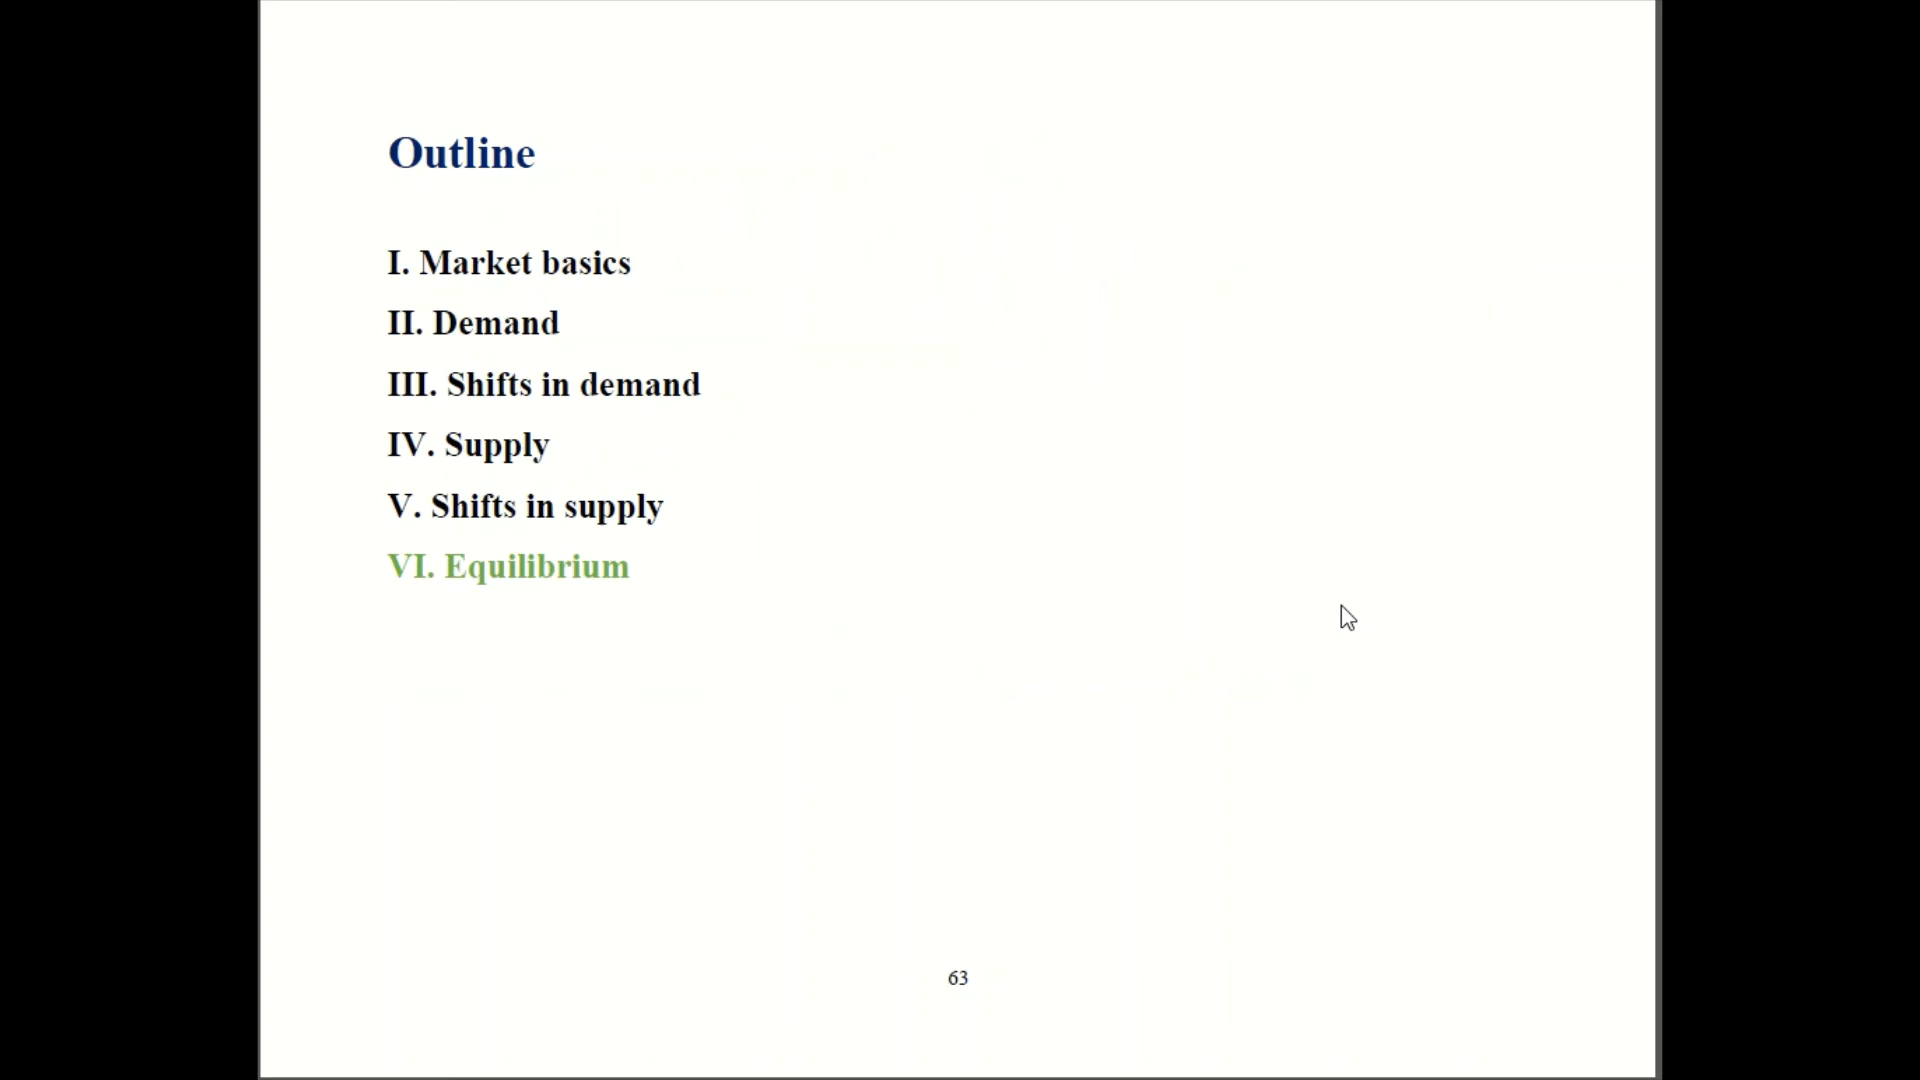 Outline
I. Market basics
II. Demand
III. Shifts in demand
IV. Supply
V. Shifts in supply
VI. Equilibrium
63